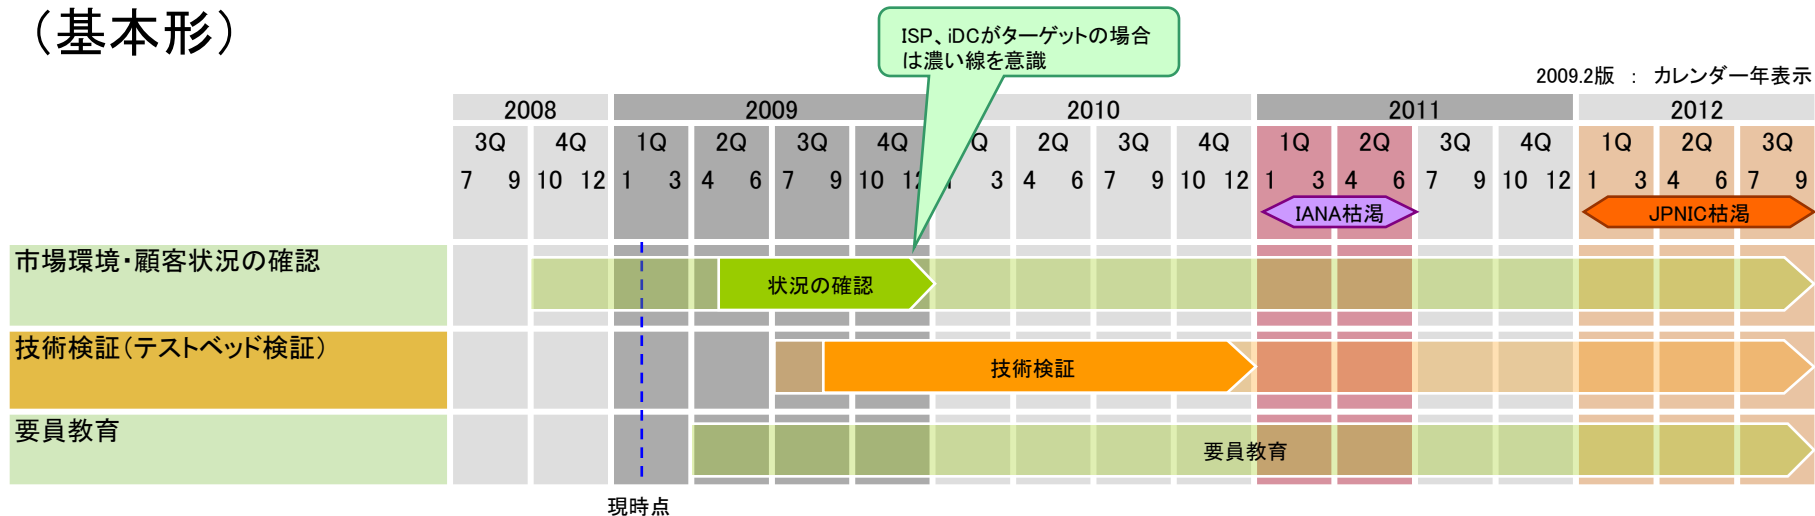 （基本形）
ISP、iDCがターゲットの場合
は濃い線を意識
2009.2版 ： カレンダー年表示
2008 2009 2010 2011 2012
3Q 4Q 1Q 2Q 3Q 4Q Q 2Q 3Q 4Q 1Q 2Q 3Q 4Q 1Q 2Q 3Q
7 9 10 12 1 3 4 6 7 9 10 12 1 3 4 6 7 9 10 12 1 3 4 6 7 9 10 12 1 3 4 6 7 9
IANA枯渇 JPNIC枯渇
市場環境・顧客状況の確認
状況の確認
技術検証（テストベッド検証）
技術検証
要員教育
要員教育
現時点